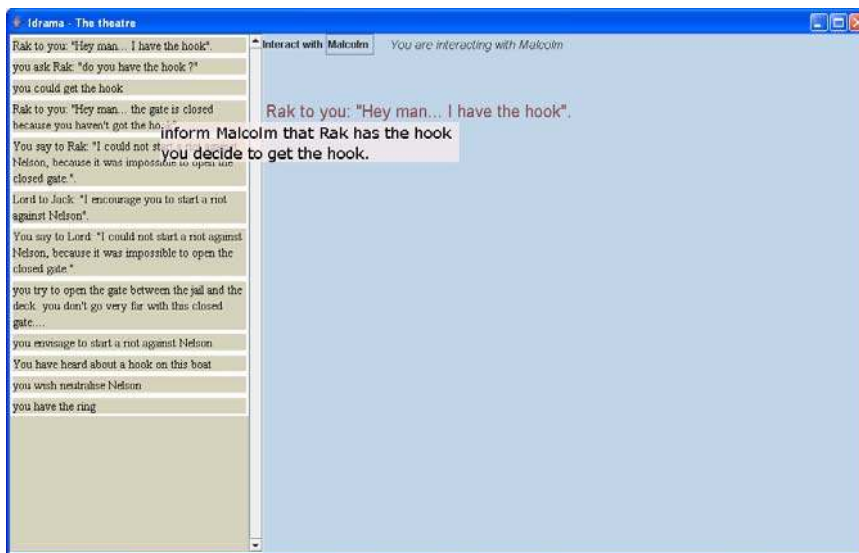 Idrama - The theatre
Rak to you: "Hey man... I have the hook".
you ask Rak: "do you have the hook ?"
you could get the hook
Rak to you: "Hey man... the gate is closed
because you haven't got the
You say to Rak: "I could not
Nelson, because it was impossible to open the
closed gate.".
Lord to Jack: "I encourage you to start a riot
against Nelson".
You say to Lord: "I could not start a riot against
Nelson, because it was impossible to open the
closed gate."
you try to open the gate between the jail and the
deck. you don't go very far with this closed
gate....
you envisage to start a riot against Nelson
You have heard about a hook on this boat
you wish neutralise Nelson
you have the ring
Interact with Malcolm You are interacting with Malcolm
Rak to you: "Hey man... I have the hook".
inform Malcolm that Rak has the hook
you decide to get the hook.